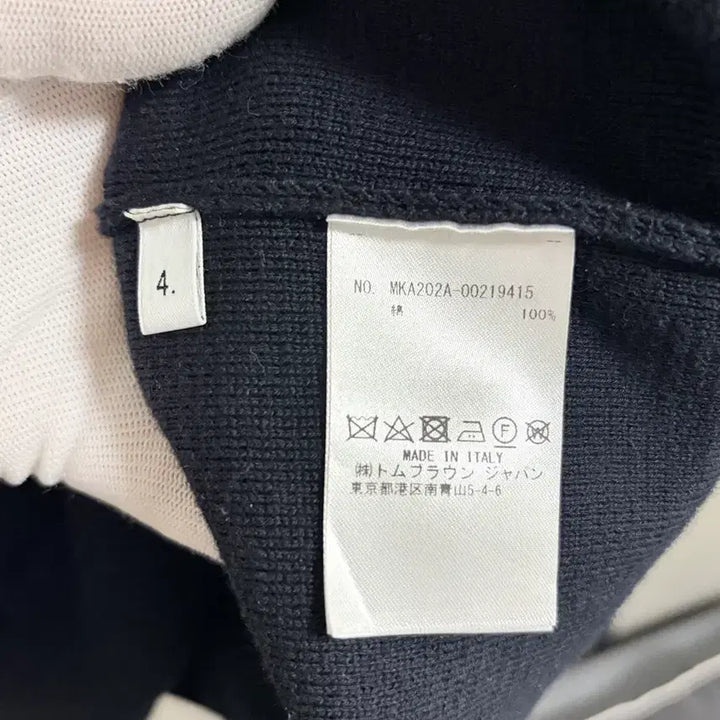 4.
NO. MKA202A-00219415
綿 100%
F
W
MADE IN ITALY
㈱トムブラウン ジャパン
東京都港区南青山5-4-6